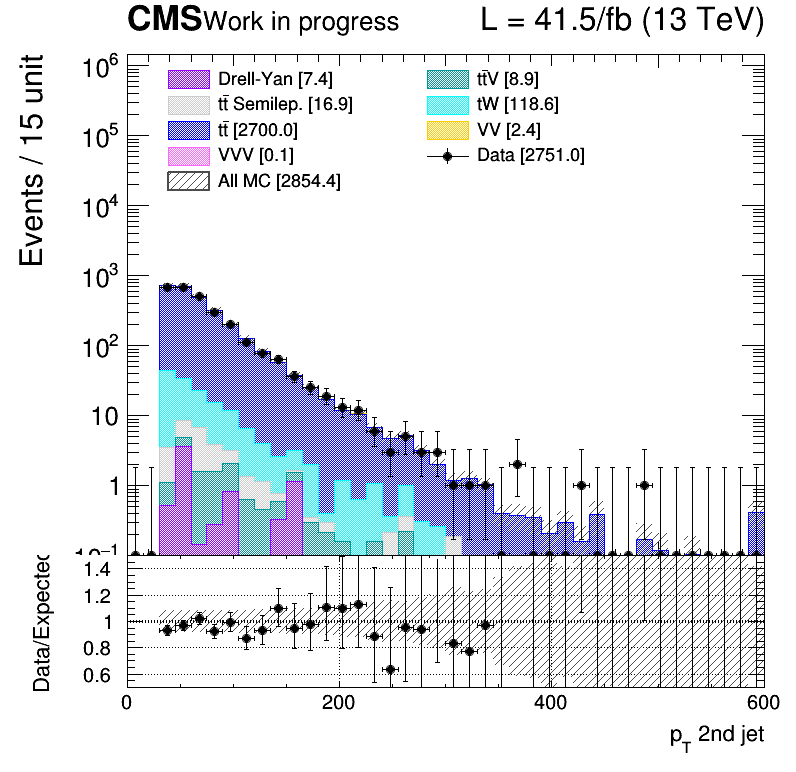 CMS Work in progress L = 41.5/fb (13 TeV)
Events / 15 unit
10⁶
10⁵
10⁴
10³
10²
10
1
10⁻¹
Drell-Yan [7.4]
tt̄ Semilep. [16.9]
tt̄ [2700.0]
VVV [0.1]
All MC [2854.4]
tt̄V [8.9]
tW [118.6]
VV [2.4]
Data [2751.0]
Data/Expected
1.4
1.2
1
0.8
0.6
0 200 400 600
p_T 2nd jet